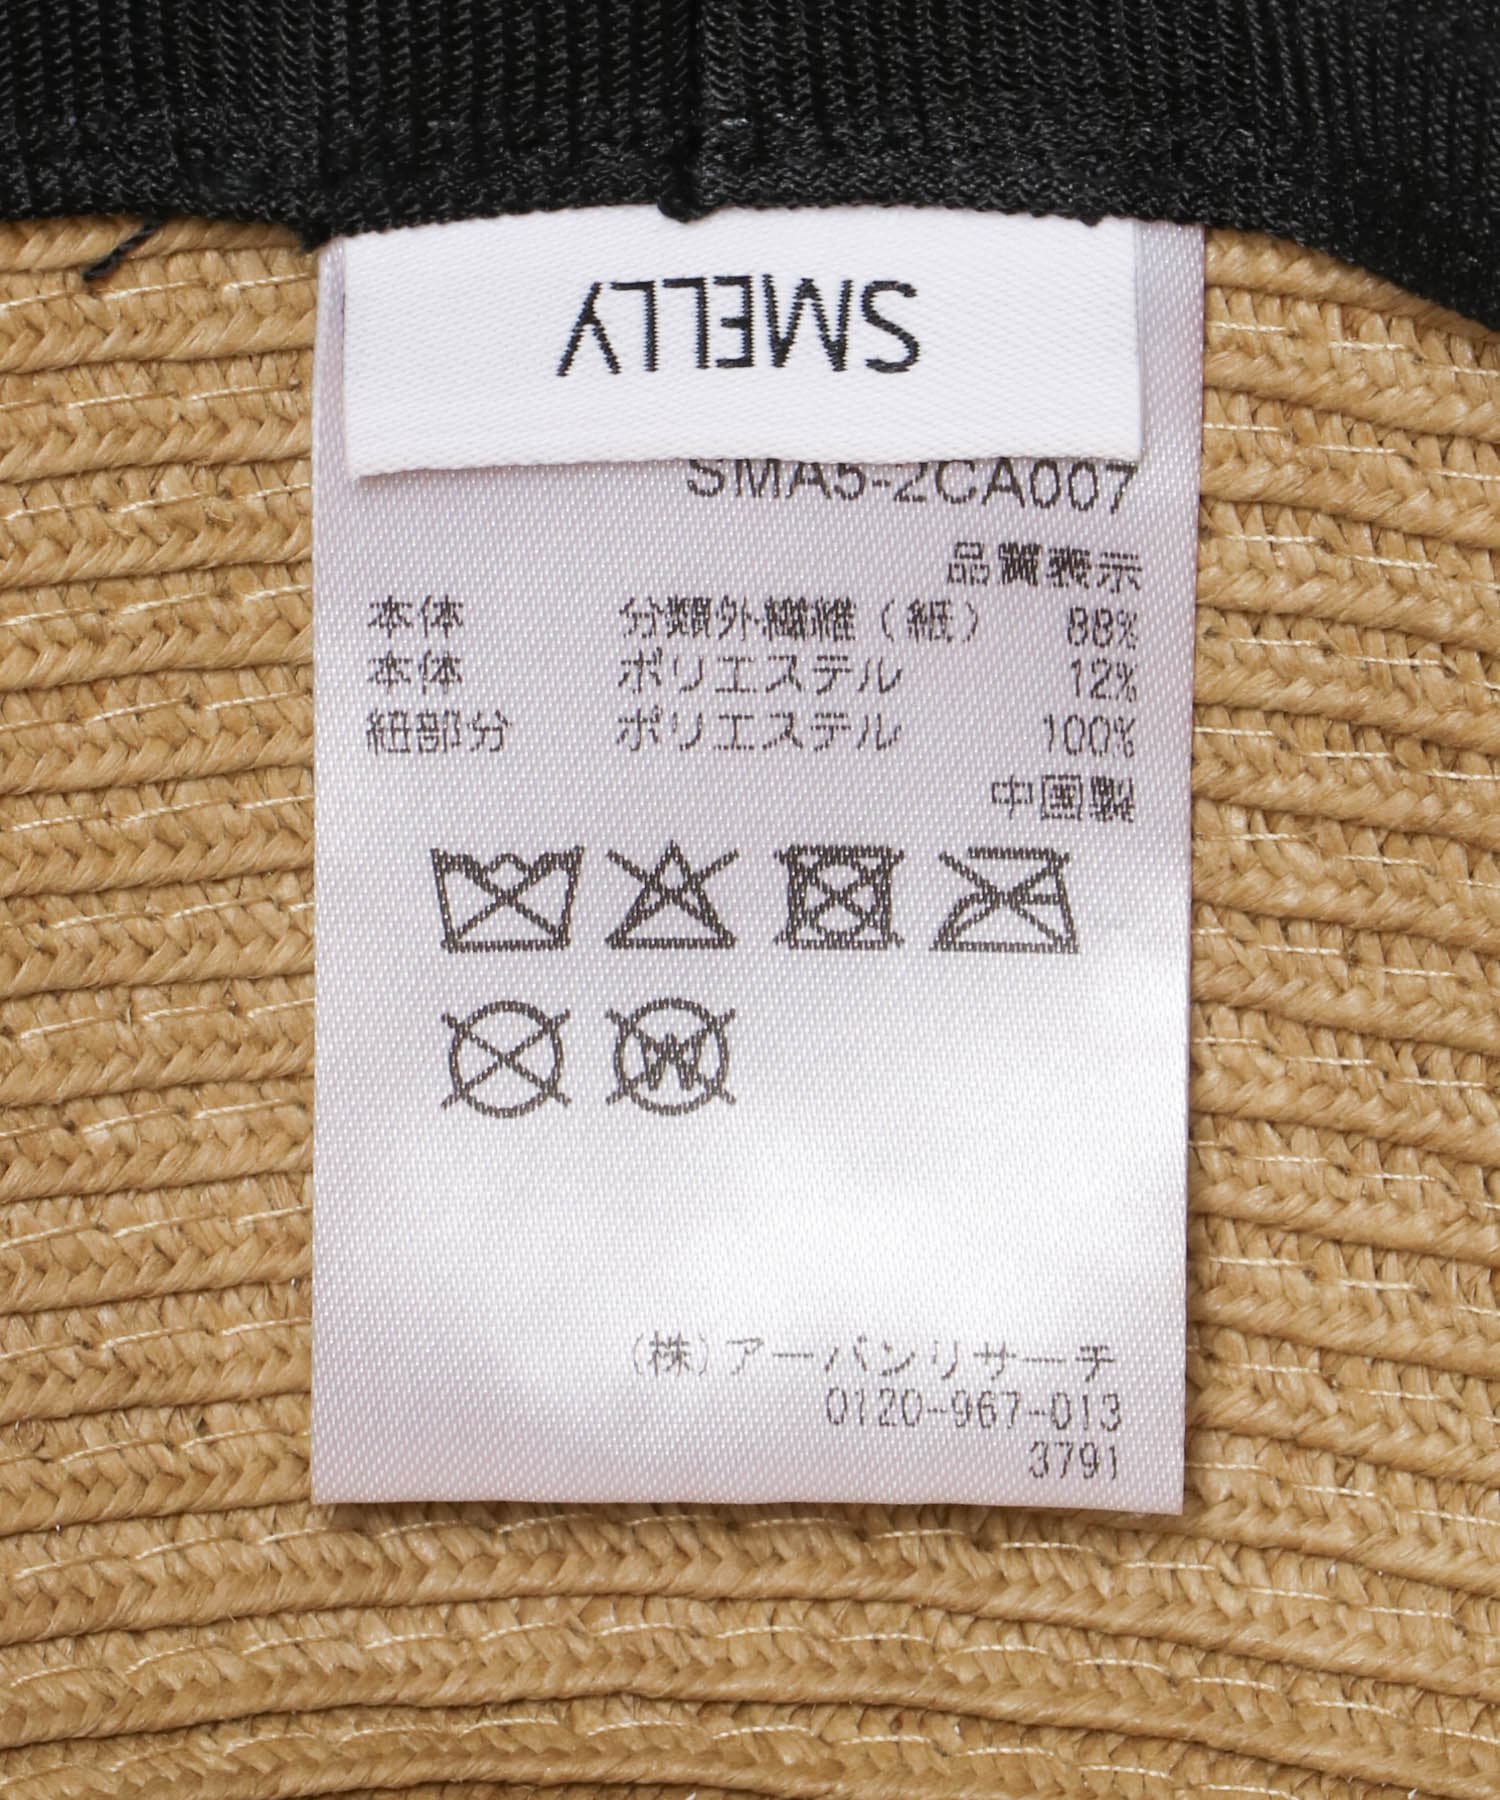 SMELLY
SMA5-2CA007
品質表示
本体 分類外繊維(紙) 88%
本体 ポリエステル 12%
紐部分 ポリエステル 100%
中国製
W
(株)アーバンリサーチ
0120-967-013
3791